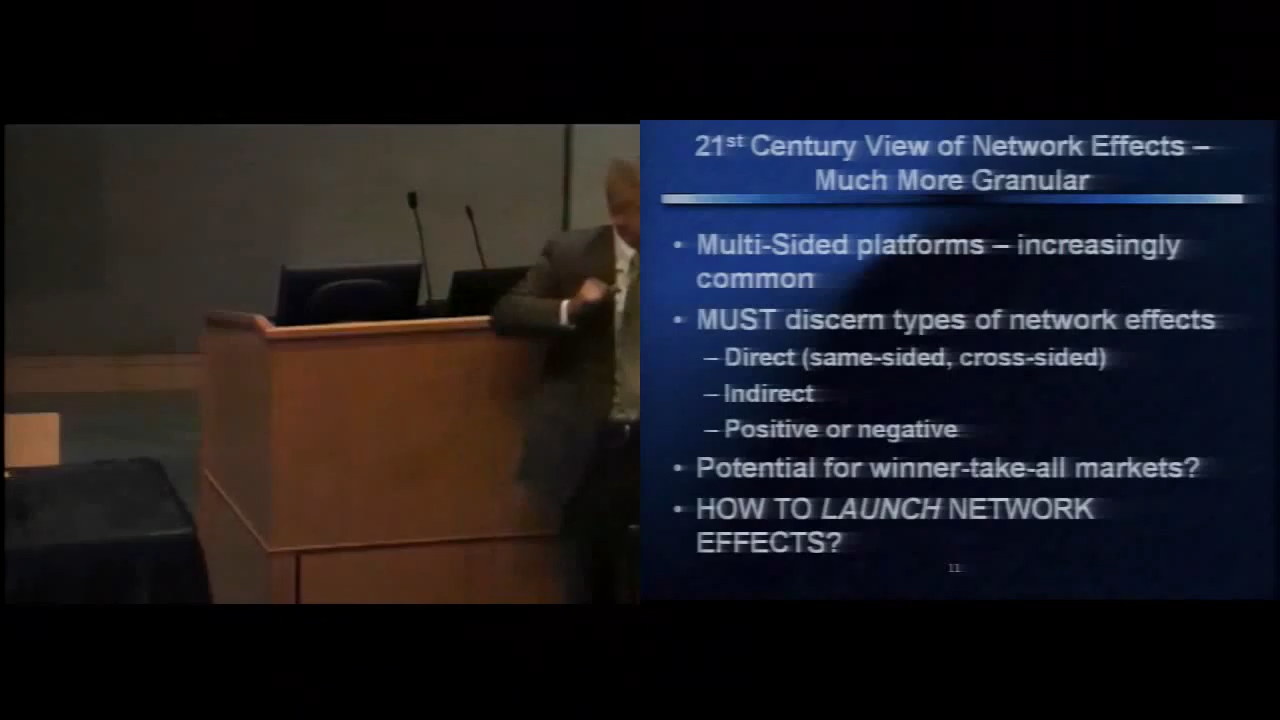 21st Century View of Network Effects –
Much More Granular
• Multi-Sided platforms – increasingly
common
• MUST discern types of network effects
– Direct (same-sided, cross-sided)
– Indirect
– Positive or negative
• Potential for winner-take-all markets?
• HOW TO LAUNCH NETWORK
EFFECTS?
11